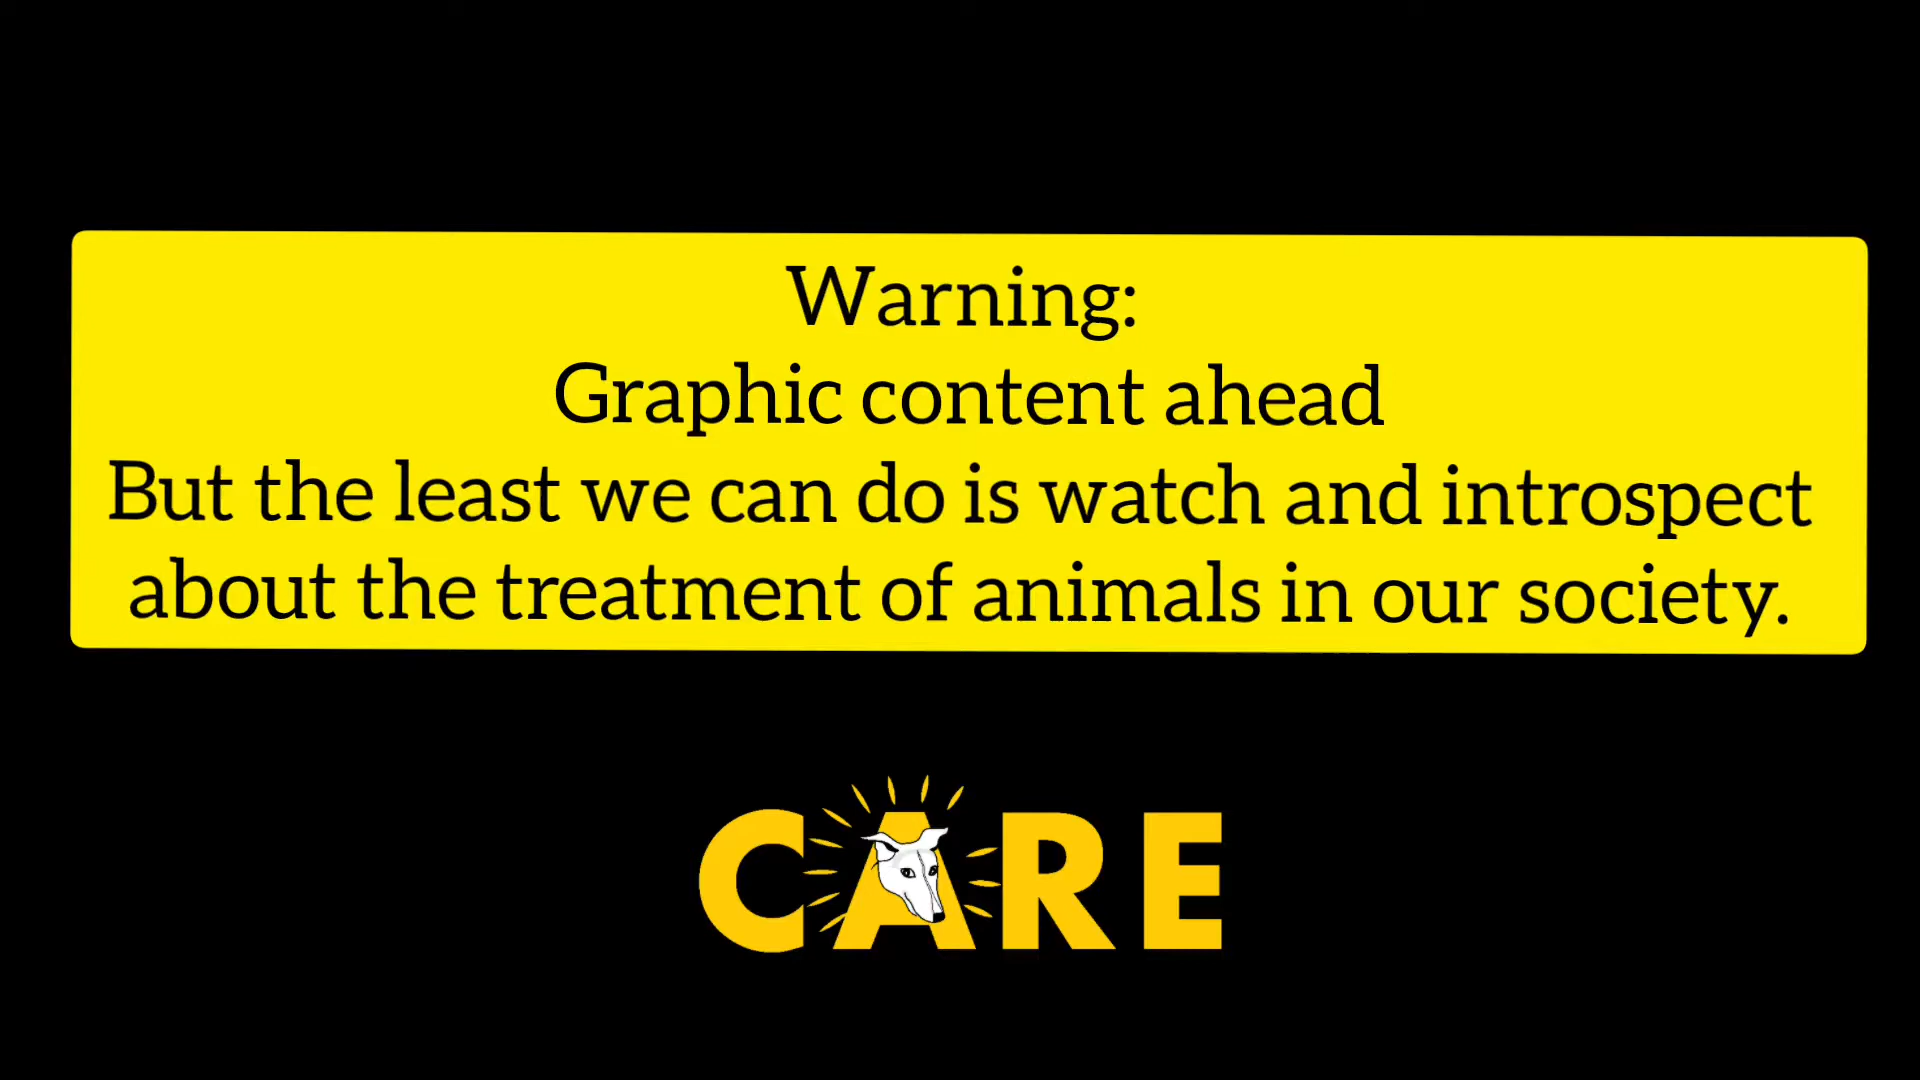 Warning:
Graphic content ahead
But the least we can do is watch and introspect
about the treatment of animals in our society.
CARE